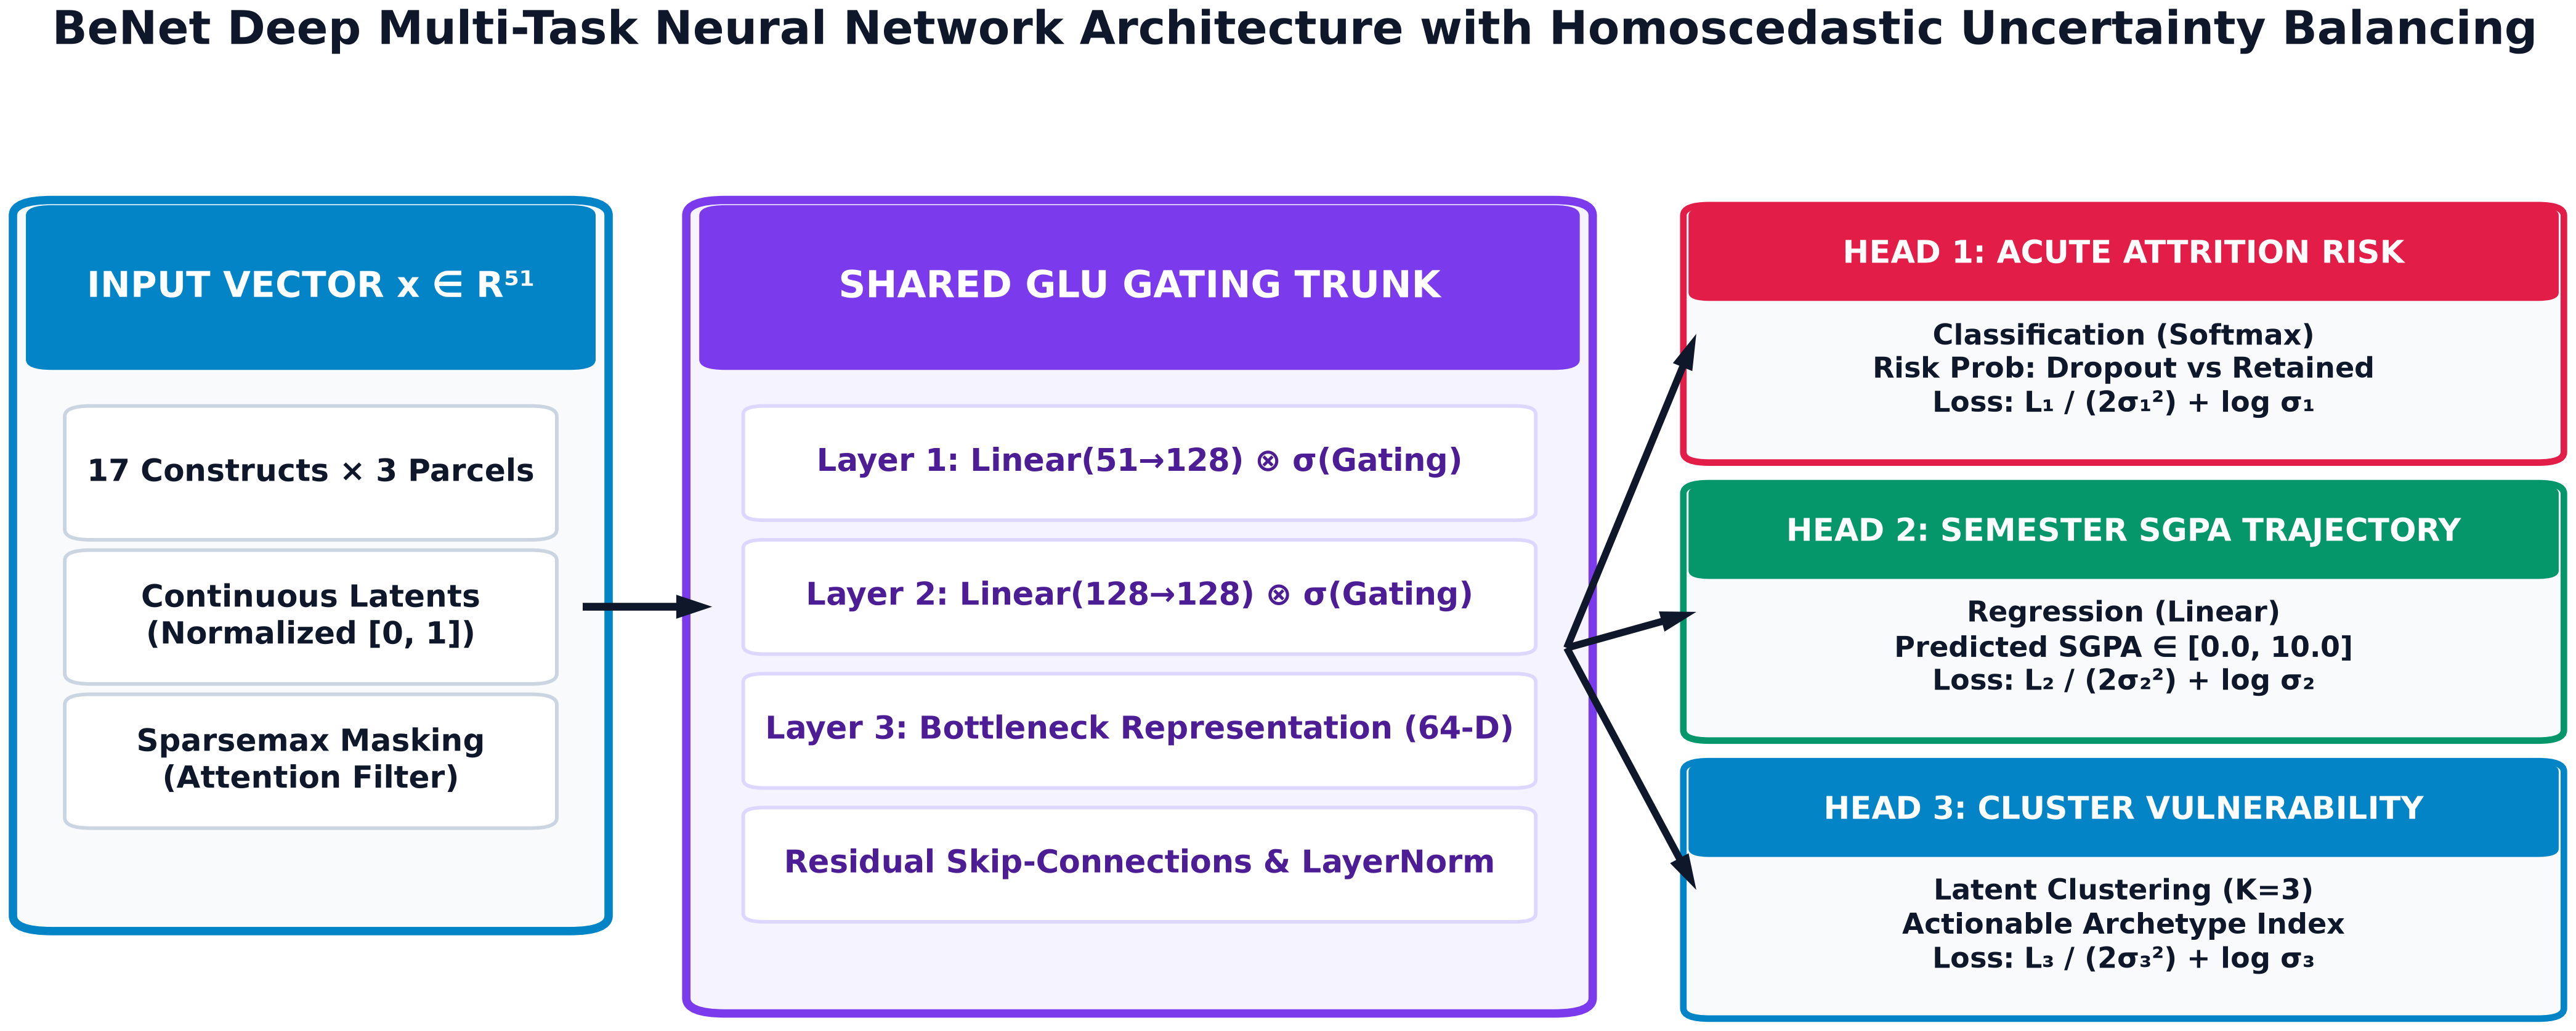 BeNet Deep Multi-Task Neural Network Architecture with Homoscedastic Uncertainty Balancing
INPUT VECTOR x ∈ R⁵¹
17 Constructs × 3 Parcels
Continuous Latents
(Normalized [0, 1])
Sparsemax Masking
(Attention Filter)
SHARED GLU GATING TRUNK
Layer 1: Linear(51→128) ⊗ σ(Gating)
Layer 2: Linear(128→128) ⊗ σ(Gating)
Layer 3: Bottleneck Representation (64-D)
Residual Skip-Connections & LayerNorm
HEAD 1: ACUTE ATTRITION RISK
Classification (Softmax)
Risk Prob: Dropout vs Retained
Loss: L₁ / (2σ₁²) + log σ₁
HEAD 2: SEMESTER SGPA TRAJECTORY
Regression (Linear)
Predicted SGPA ∈ [0.0, 10.0]
Loss: L₂ / (2σ₂²) + log σ₂
HEAD 3: CLUSTER VULNERABILITY
Latent Clustering (K=3)
Actionable Archetype Index
Loss: L₃ / (2σ₃²) + log σ₃